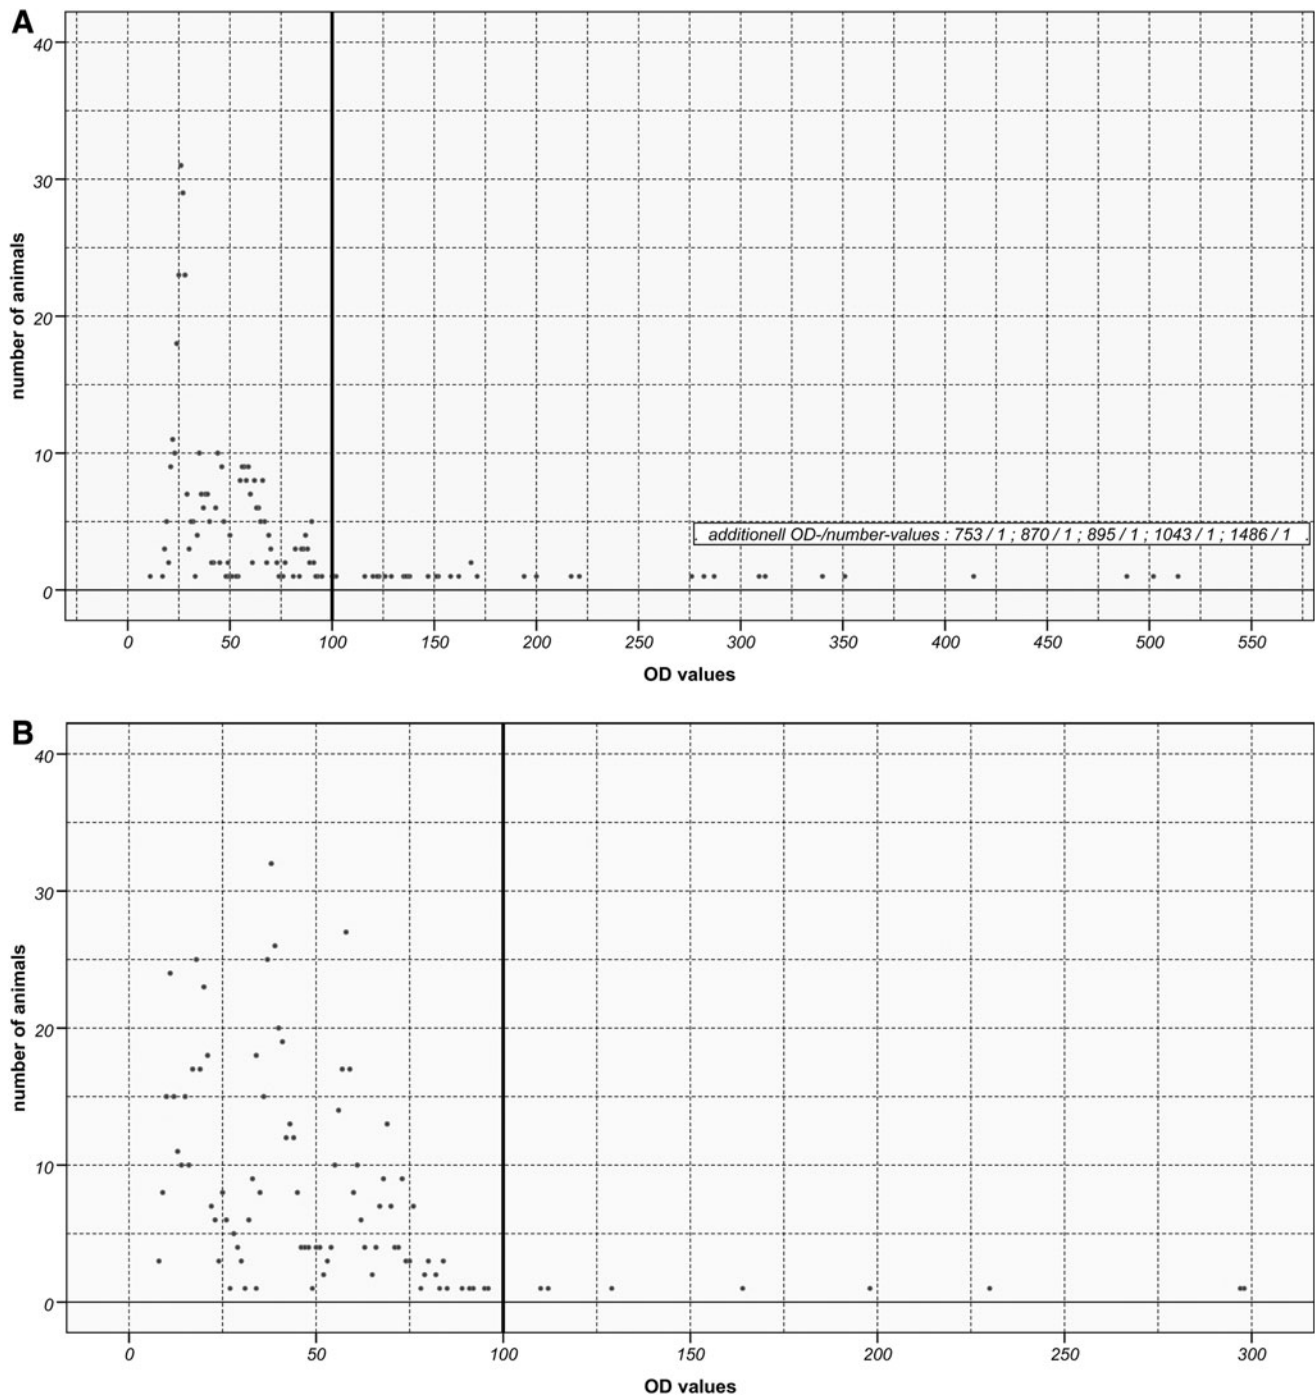 A
40
30
20
10
0
number of animals
additionell OD-/number-values : 753 / 1 ; 870 / 1 ; 895 / 1 ; 1043 / 1 ; 1486 / 1
0 50 100 150 200 250 300 350 400 450 500 550
OD values
B
40
30
20
10
0
number of animals
0 50 100 150 200 250 300
OD values